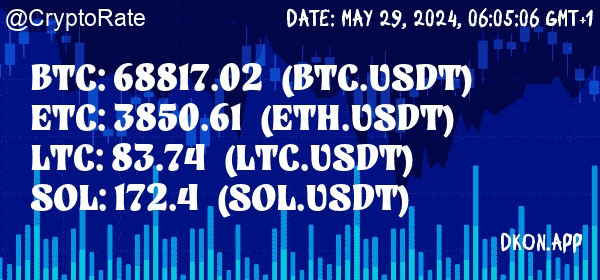 @CryptoRate
DATE: MAY 29, 2024, 06:05:06 GMT+1
BTC: 68817.02 (BTC.USDT)
ETC: 3850.61 (ETH.USDT)
LTC: 83.74 (LTC.USDT)
SOL: 172.4 (SOL.USDT)
DKON.APP